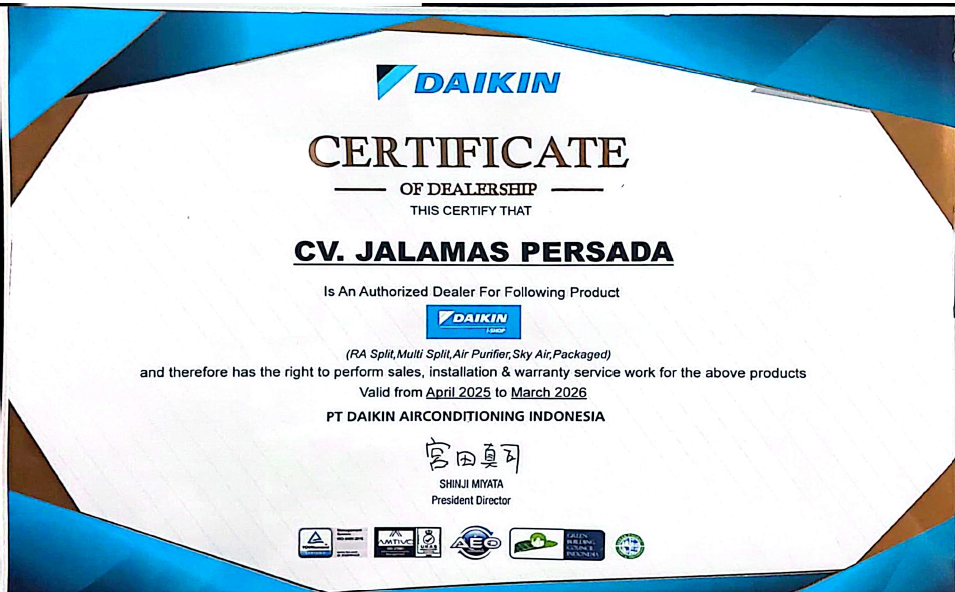 DAIKIN
CERTIFICATE
OF DEALERSHIP
THIS CERTIFY THAT
CV. JALAMAS PERSADA
Is An Authorized Dealer For Following Product
DAIKIN
I-SHOP
(RA Split,Multi Split,Air Purifier,Sky Air,Packaged)
and therefore has the right to perform sales, installation & warranty service work for the above products
Valid from April 2025 to March 2026
PT DAIKIN AIRCONDITIONING INDONESIA
宮田真司
SHINJI MIYATA
President Director
Management
System
AMTIVO
UKAS
AEO
GREEN
BUILDING
COUNCIL
INDONESIA